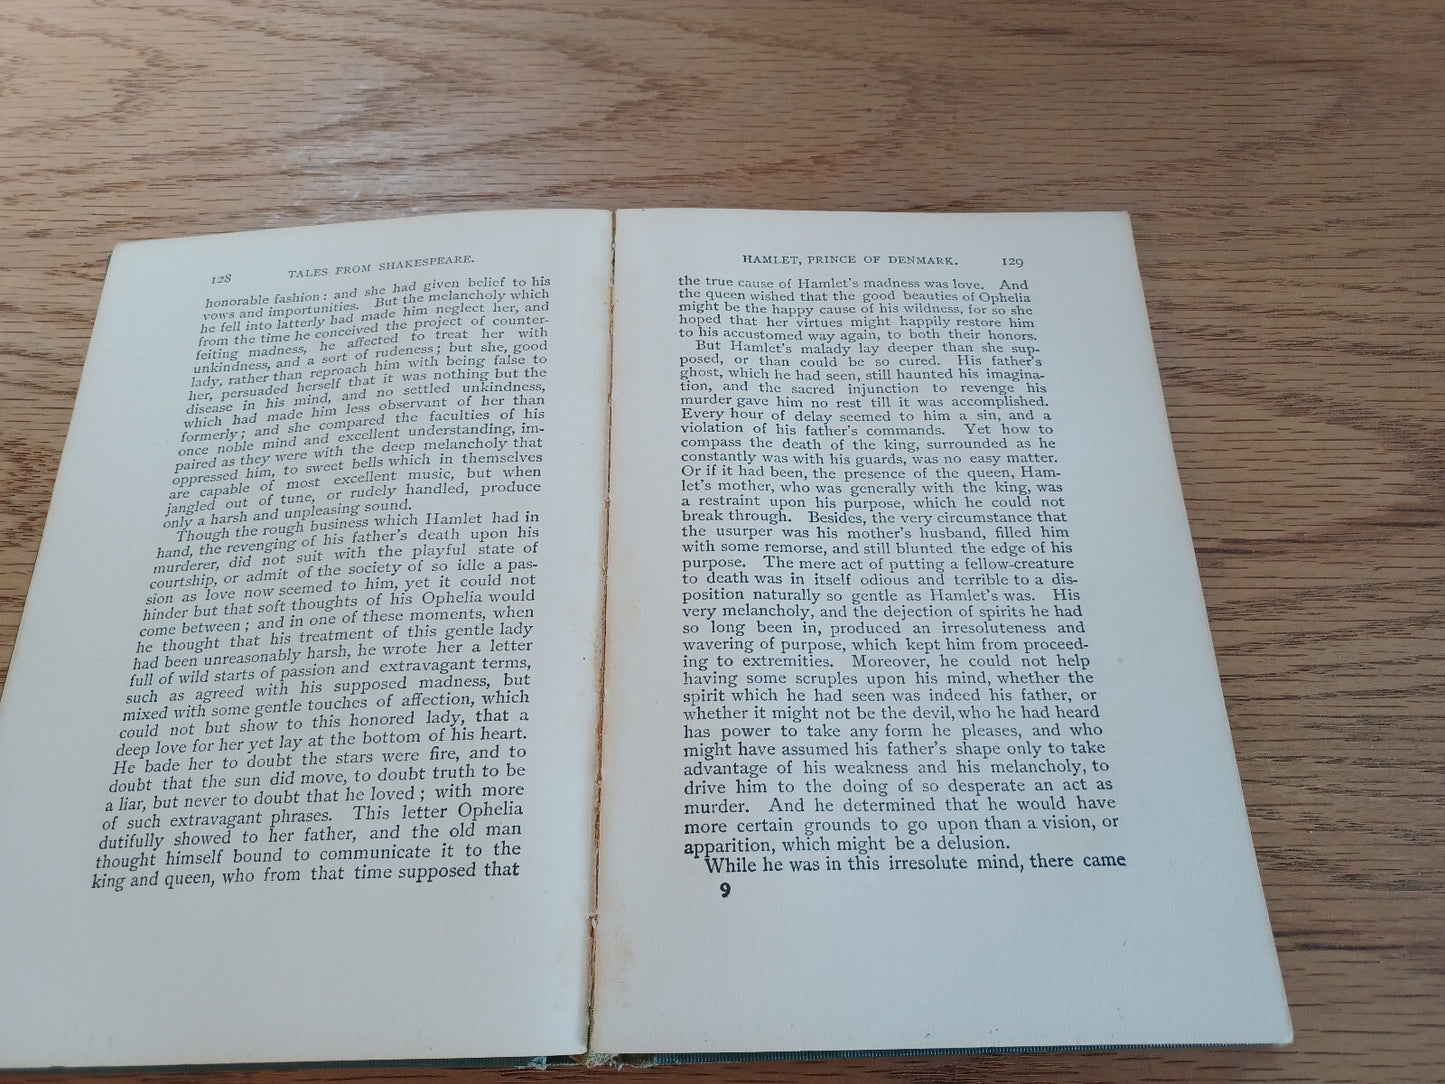 128 TALES FROM SHAKESPEARE.
honorable fashion: and she had given belief to his
vows and importunities. But the melancholy which
he fell into latterly had made him neglect her, and
from the time he conceived the project of counter-
feiting madness, he affected to treat her with
unkindness, and a sort of rudeness; but she, good
lady, rather than reproach him with being false to
her, persuaded herself that it was nothing but the
disease in his mind, and no settled unkindness,
which had made him less observant of her than
formerly; and she compared the faculties of his
once noble mind and excellent understanding, im-
paired as they were with the deep melancholy that
oppressed him, to sweet bells which in themselves
are capable of most excellent music, but when
jangled out of tune, or rudely handled, produce
only a harsh and unpleasing sound.
Though the rough business which Hamlet had in
hand, the revenging of his father's death upon his
murderer, did not suit with the playful state of
courtship, or admit of the society of so idle a pas-
sion as love now seemed to him, yet it could not
hinder but that soft thoughts of his Ophelia would
come between; and in one of these moments, when
he thought that his treatment of this gentle lady
had been unreasonably harsh, he wrote her a letter
full of wild starts of passion and extravagant terms,
such as agreed with his supposed madness, but
mixed with some gentle touches of affection, which
could not but show to this honored lady, that a
deep love for her yet lay at the bottom of his heart.
He bade her to doubt the stars were fire, and to
doubt that the sun did move, to doubt truth to be
a liar, but never to doubt that he loved; with more
of such extravagant phrases. This letter Ophelia
dutifully showed to her father, and the old man
thought himself bound to communicate it to the
king and queen, who from that time supposed that
HAMLET, PRINCE OF DENMARK. 129
the true cause of Hamlet's madness was love. And
the queen wished that the good beauties of Ophelia
might be the happy cause of his wildness, for so she
hoped that her virtues might happily restore him
to his accustomed way again, to both their honors.
But Hamlet's malady lay deeper than she sup-
posed, or than could be so cured. His father's
ghost, which he had seen, still haunted his imagina-
tion, and the sacred injunction to revenge his
murder gave him no rest till it was accomplished.
Every hour of delay seemed to him a sin, and a
violation of his father's commands. Yet how to
compass the death of the king, surrounded as he
constantly was with his guards, was no easy matter.
Or if it had been, the presence of the queen, Ham-
let's mother, who was generally with the king, was
a restraint upon his purpose, which he could not
break through. Besides, the very circumstance that
the usurper was his mother's husband, filled him
with some remorse, and still blunted the edge of his
purpose. The mere act of putting a fellow-creature
to death was in itself odious and terrible to a dis-
position naturally so gentle as Hamlet's was. His
very melancholy, and the dejection of spirits he had
so long been in, produced an irresoluteness and
wavering of purpose, which kept him from proceed-
ing to extremities. Moreover, he could not help
having some scruples upon his mind, whether the
spirit which he had seen was indeed his father, or
whether it might not be the devil, who he had heard
has power to take any form he pleases, and who
might have assumed his father's shape only to take
advantage of his weakness and his melancholy, to
drive him to the doing of so desperate an act as
murder. And he determined that he would have
more certain grounds to go upon than a vision, or
apparition, which might be a delusion.
While he was in this irresolute mind, there came
9